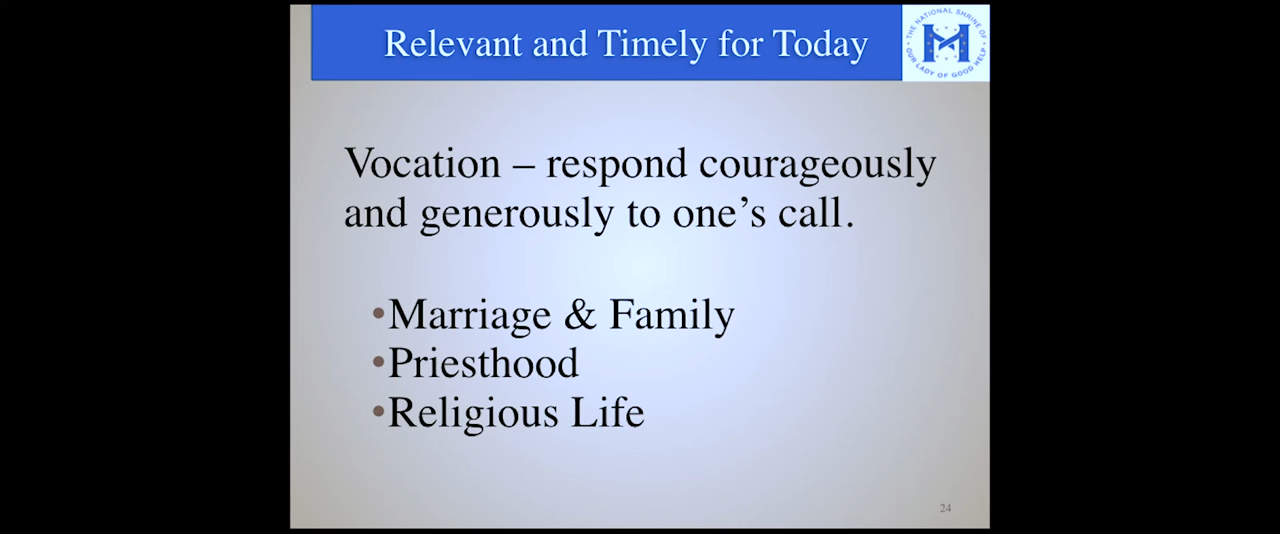 Relevant and Timely for Today
THE NATIONAL SHRINE OF
OUR LADY OF GOOD HELP
Vocation – respond courageously
and generously to one’s call.
•Marriage & Family
•Priesthood
•Religious Life
24